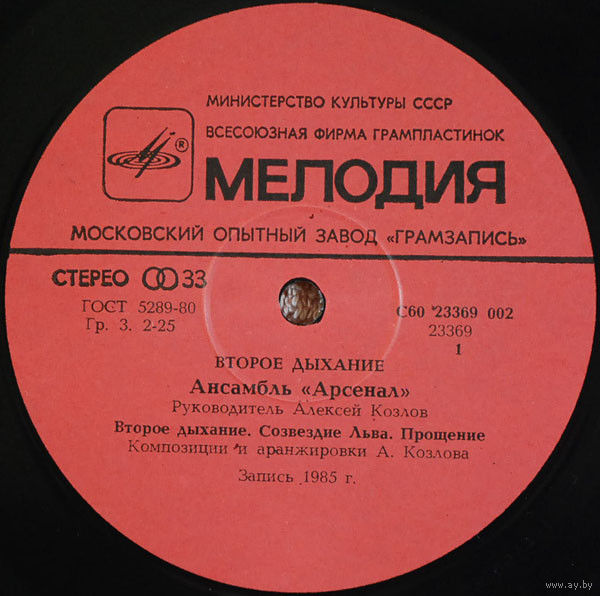 МИНИСТЕРСТВО КУЛЬТУРЫ СССР
ВСЕСОЮЗНАЯ ФИРМА ГРАМПЛАСТИНОК
®
МЕЛОДИЯ
МОСКОВСКИЙ ОПЫТНЫЙ ЗАВОД «ГРАМЗАПИСЬ»
СТЕРЕО 33
ГОСТ 5289-80
Гр. 3. 2-25
С60 23369 002
23369
1
ВТОРОЕ ДЫХАНИЕ
Ансамбль «Арсенал»
Руководитель Алексей Козлов
Второе дыхание. Созвездие Льва. Прощение
Композиции и аранжировки А. Козлова
Запись 1985 г.
www.ay.by